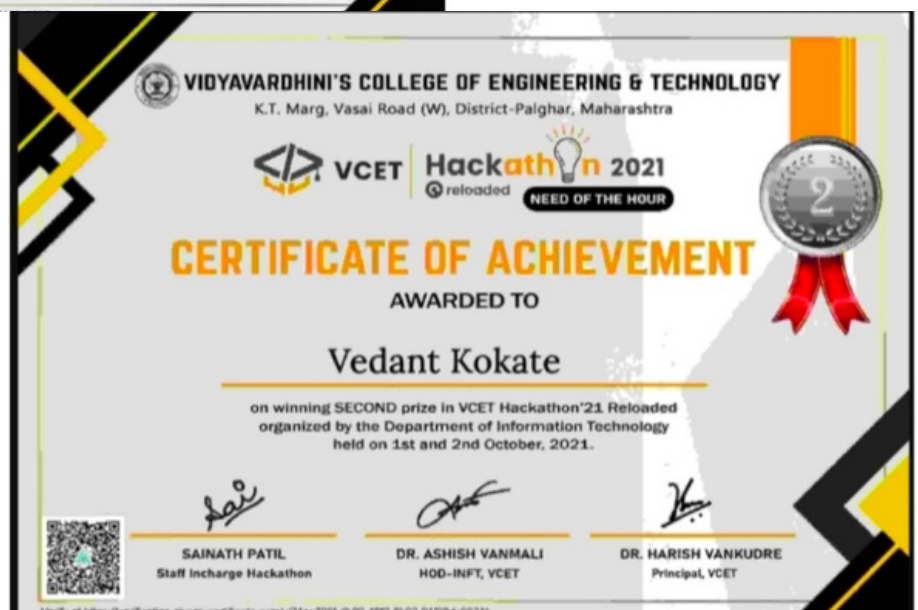 VIDYAVARDHINI'S COLLEGE OF ENGINEERING & TECHNOLOGY
K.T. Marg, Vasai Road (W), District-Palghar, Maharashtra
VCET
Hackathon 2021
reloaded
NEED OF THE HOUR
2
CERTIFICATE OF ACHIEVEMENT
AWARDED TO
Vedant Kokate
on winning SECOND prize in VCET Hackathon'21 Reloaded
organized by the Department of Information Technology
held on 1st and 2nd October, 2021.
Sai
SAINATH PATIL
Staff Incharge Hackathon
DR. ASHISH VANMALI
HOD-INFT, VCET
DR. HARISH VANKUDRE
Principal, VCET